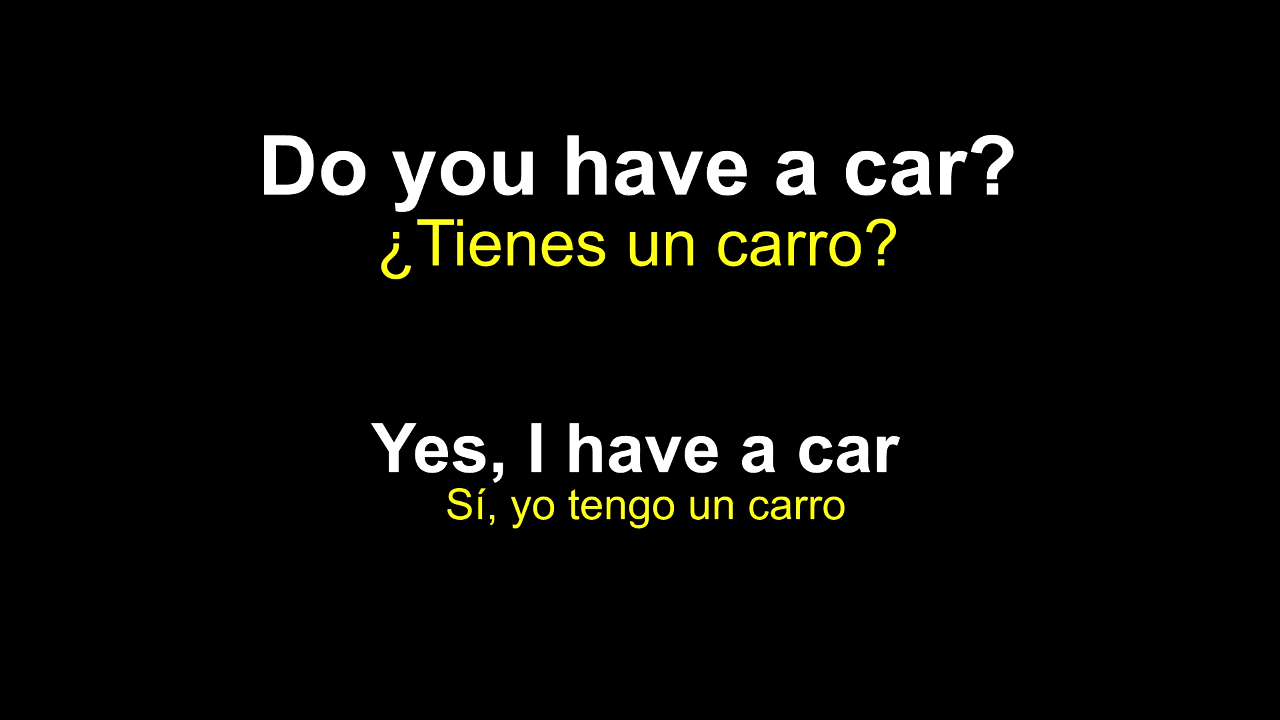 Do you have a car?
¿Tienes un carro?
Yes, I have a car
Sí, yo tengo un carro